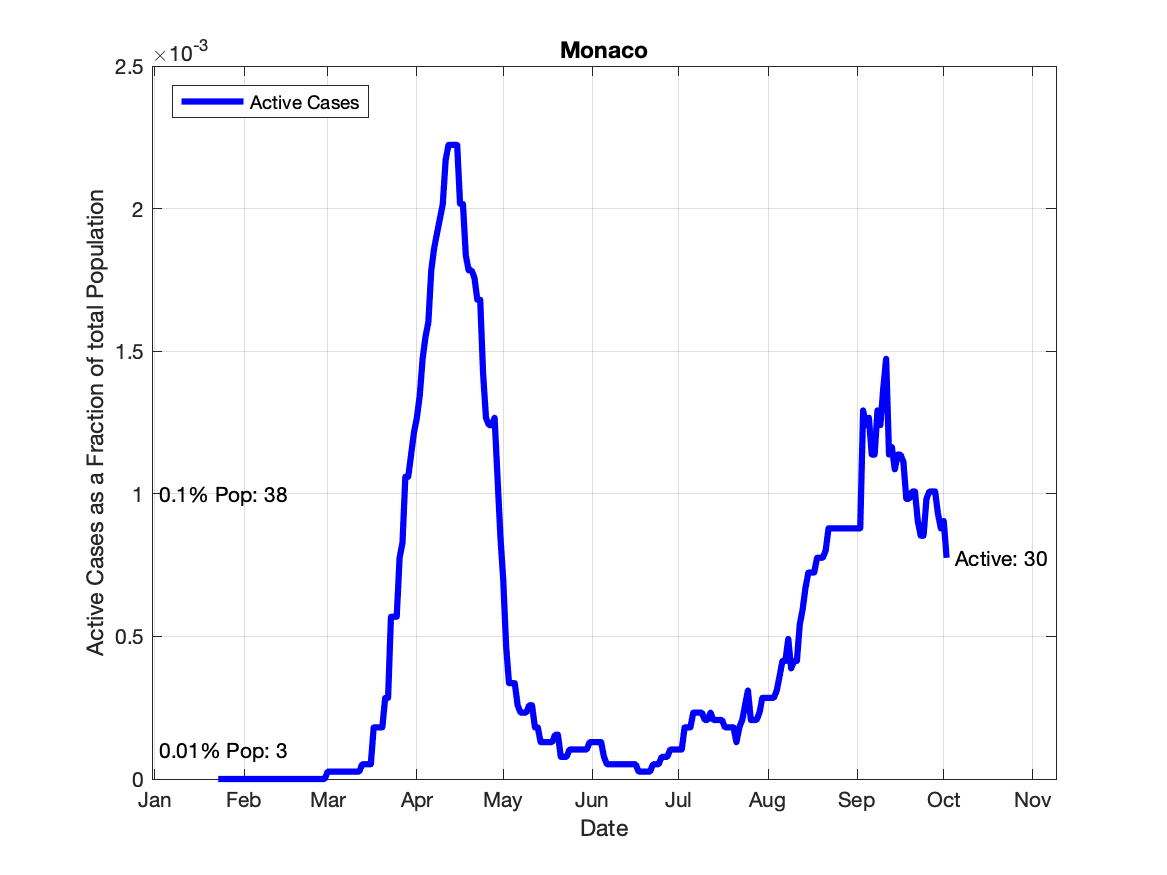 Monaco
×10-3
2.5
2
1.5
1
0.5
0
Active Cases
Active Cases as a Fraction of total Population
0.1% Pop: 38
0.01% Pop: 3
Active: 30
Jan Feb Mar Apr May Jun Jul Aug Sep Oct Nov
Date